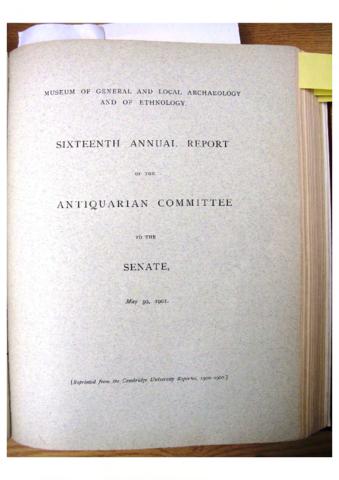 MUSEUM OF GENERAL AND LOCAL ARCHAEOLOGY
AND OF ETHNOLOGY.
SIXTEENTH ANNUAL REPORT
OF THE
ANTIQUARIAN COMMITTEE
TO THE
SENATE,
May 30, 1901.
[Reprinted from the Cambridge University Reporter, 1900-1901.]